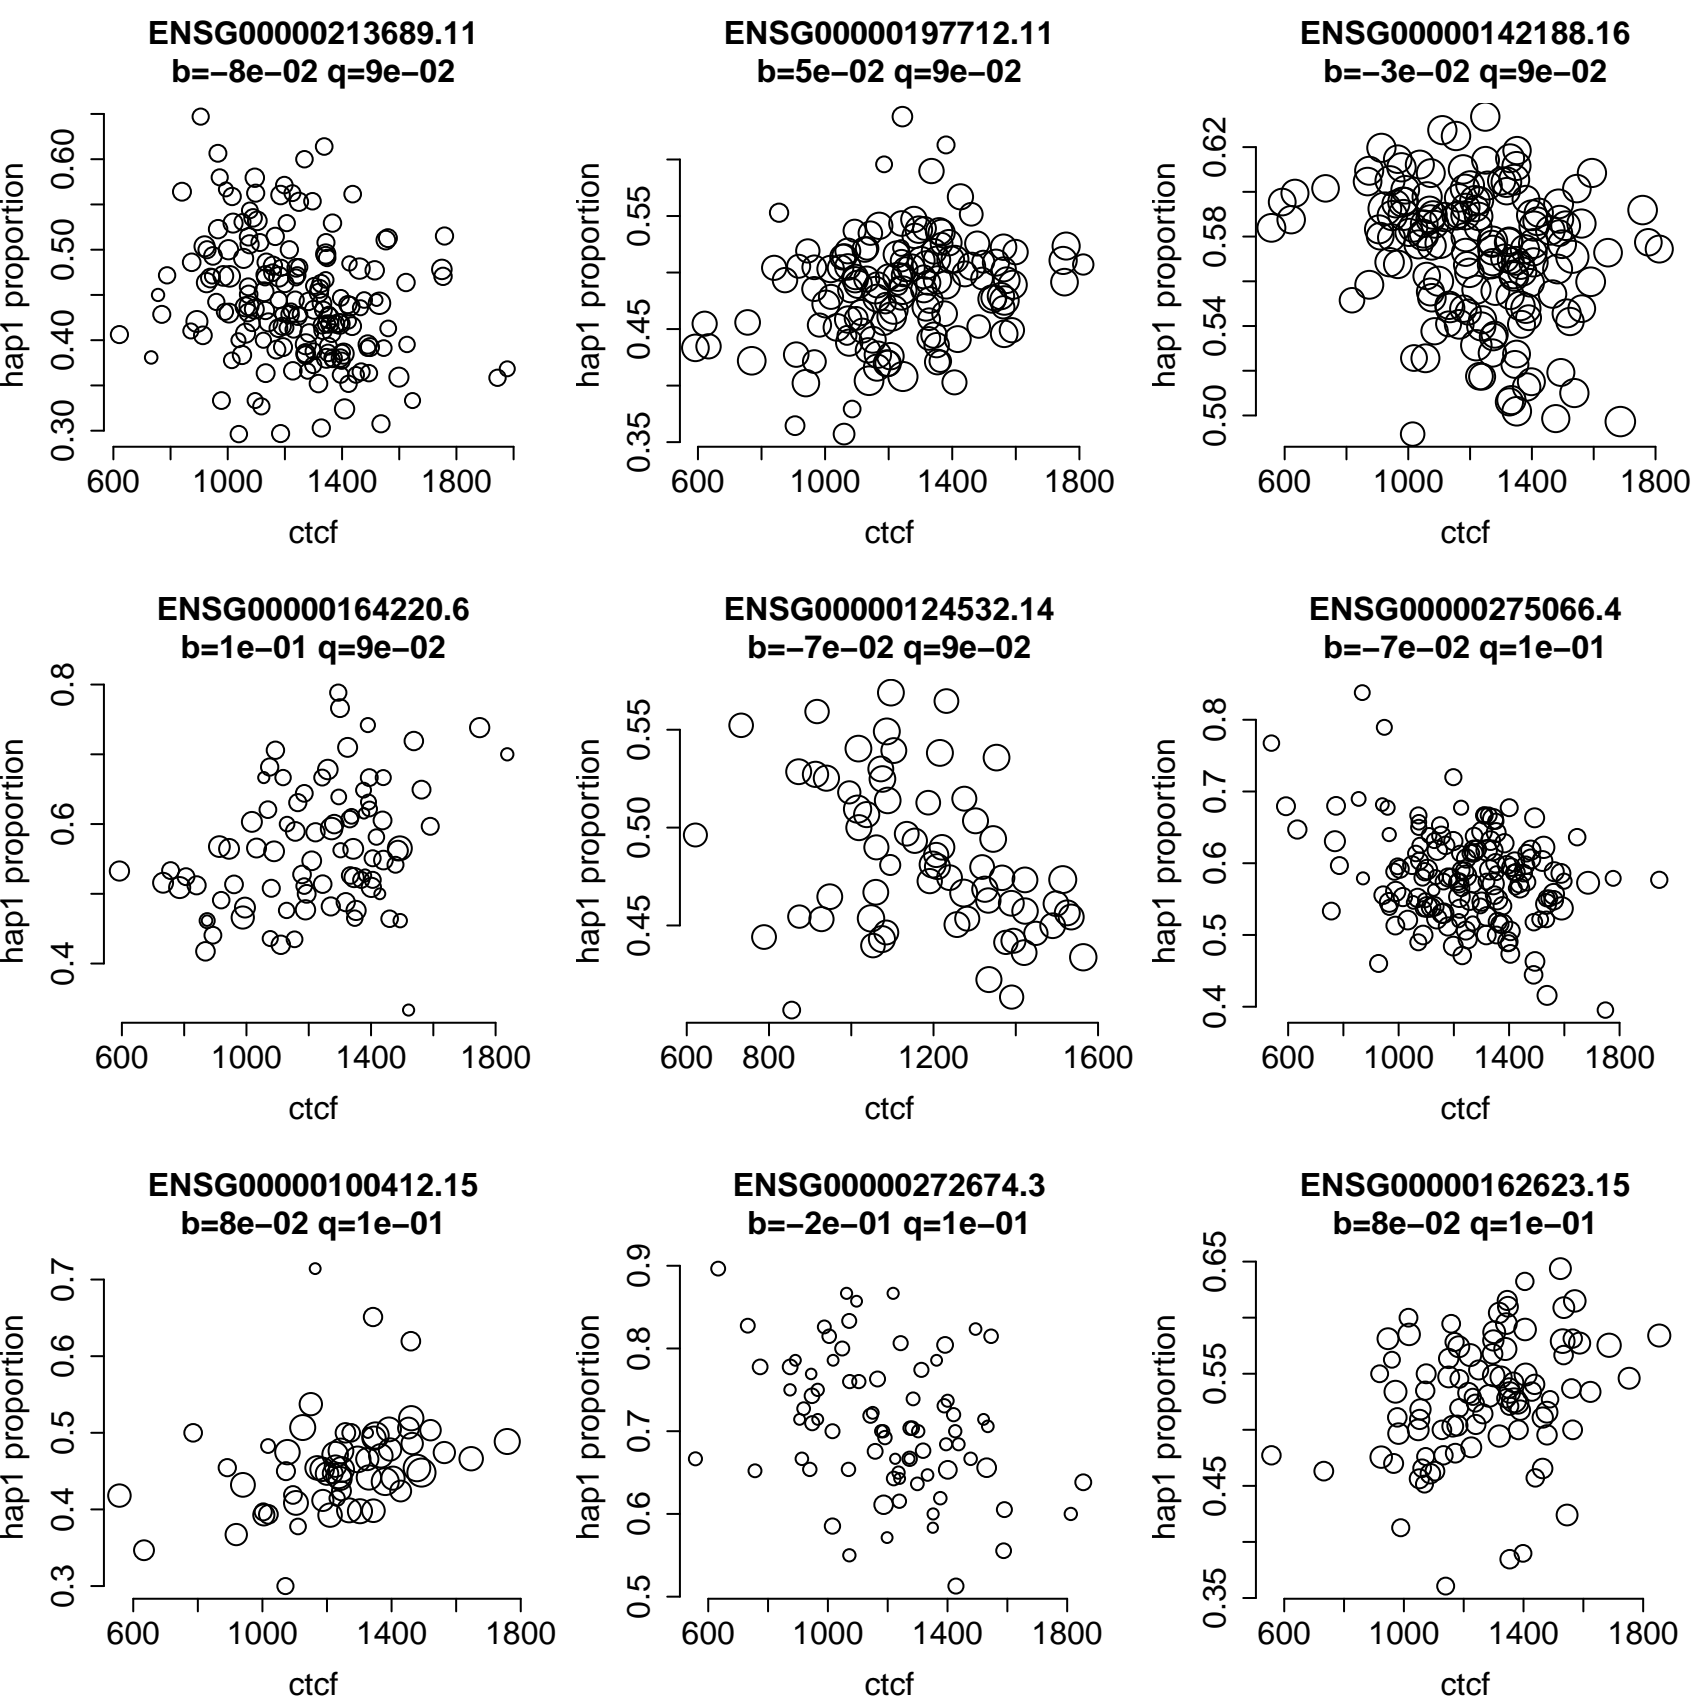 ENSG00000213689.11
b=−8e−02 q=9e−02
hap1 proportion
0.30 0.40 0.50 0.60
600 1000 1400 1800
ctcf
ENSG00000197712.11
b=5e−02 q=9e−02
hap1 proportion
0.35 0.45 0.55
600 1000 1400 1800
ctcf
ENSG00000142188.16
b=−3e−02 q=9e−02
hap1 proportion
0.50 0.54 0.58 0.62
600 1000 1400 1800
ctcf
ENSG00000164220.6
b=1e−01 q=9e−02
hap1 proportion
0.4 0.6 0.8
600 1000 1400 1800
ctcf
ENSG00000124532.14
b=−7e−02 q=9e−02
hap1 proportion
0.45 0.50 0.55
600 800 1200 1600
ctcf
ENSG00000275066.4
b=−7e−02 q=1e−01
hap1 proportion
0.4 0.5 0.6 0.7 0.8
600 1000 1400 1800
ctcf
ENSG00000100412.15
b=8e−02 q=1e−01
hap1 proportion
0.3 0.4 0.5 0.6 0.7
600 1000 1400 1800
ctcf
ENSG00000272674.3
b=−2e−01 q=1e−01
hap1 proportion
0.5 0.6 0.7 0.8 0.9
600 1000 1400 1800
ctcf
ENSG00000162623.15
b=8e−02 q=1e−01
hap1 proportion
0.35 0.45 0.55 0.65
600 1000 1400 1800
ctcf